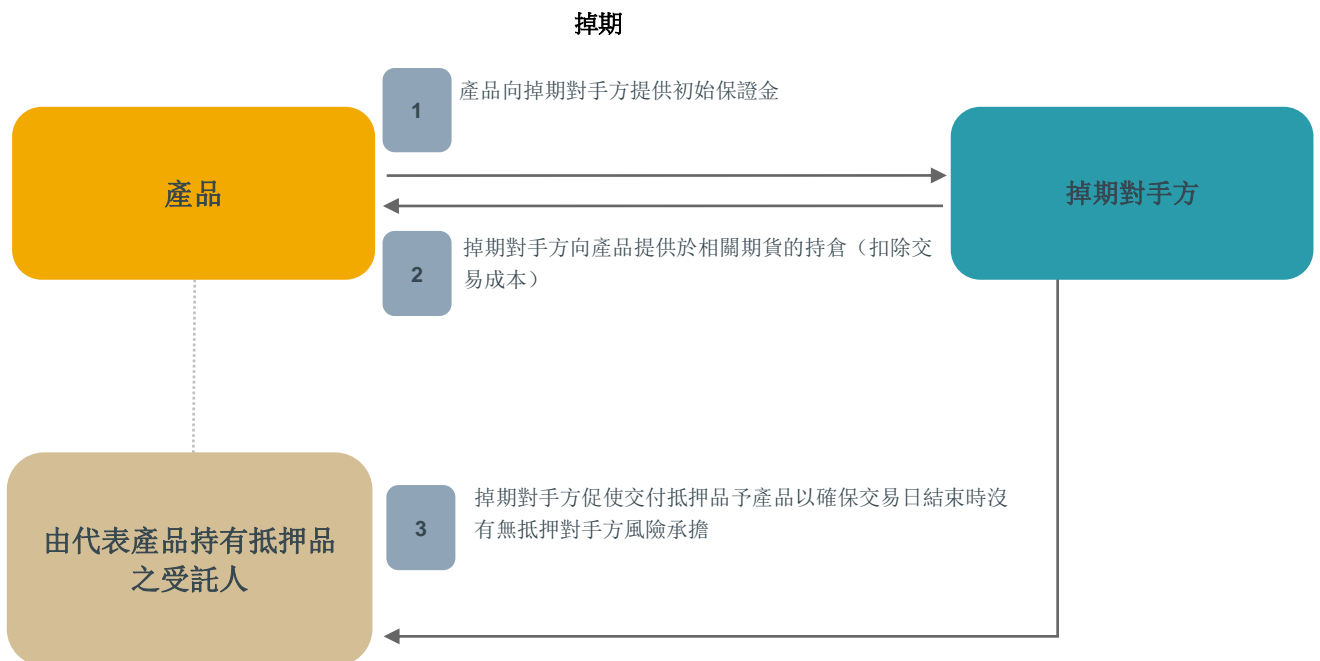 掉期
1
產品向掉期對手方提供初始保證金
產品
掉期對手方
2
掉期對手方向產品提供於相關期貨的持倉（扣除交
易成本）
3
掉期對手方促使交付抵押品予產品以確保交易日結束時沒
有無抵押對手方風險承擔
由代表產品持有抵押品
之受託人